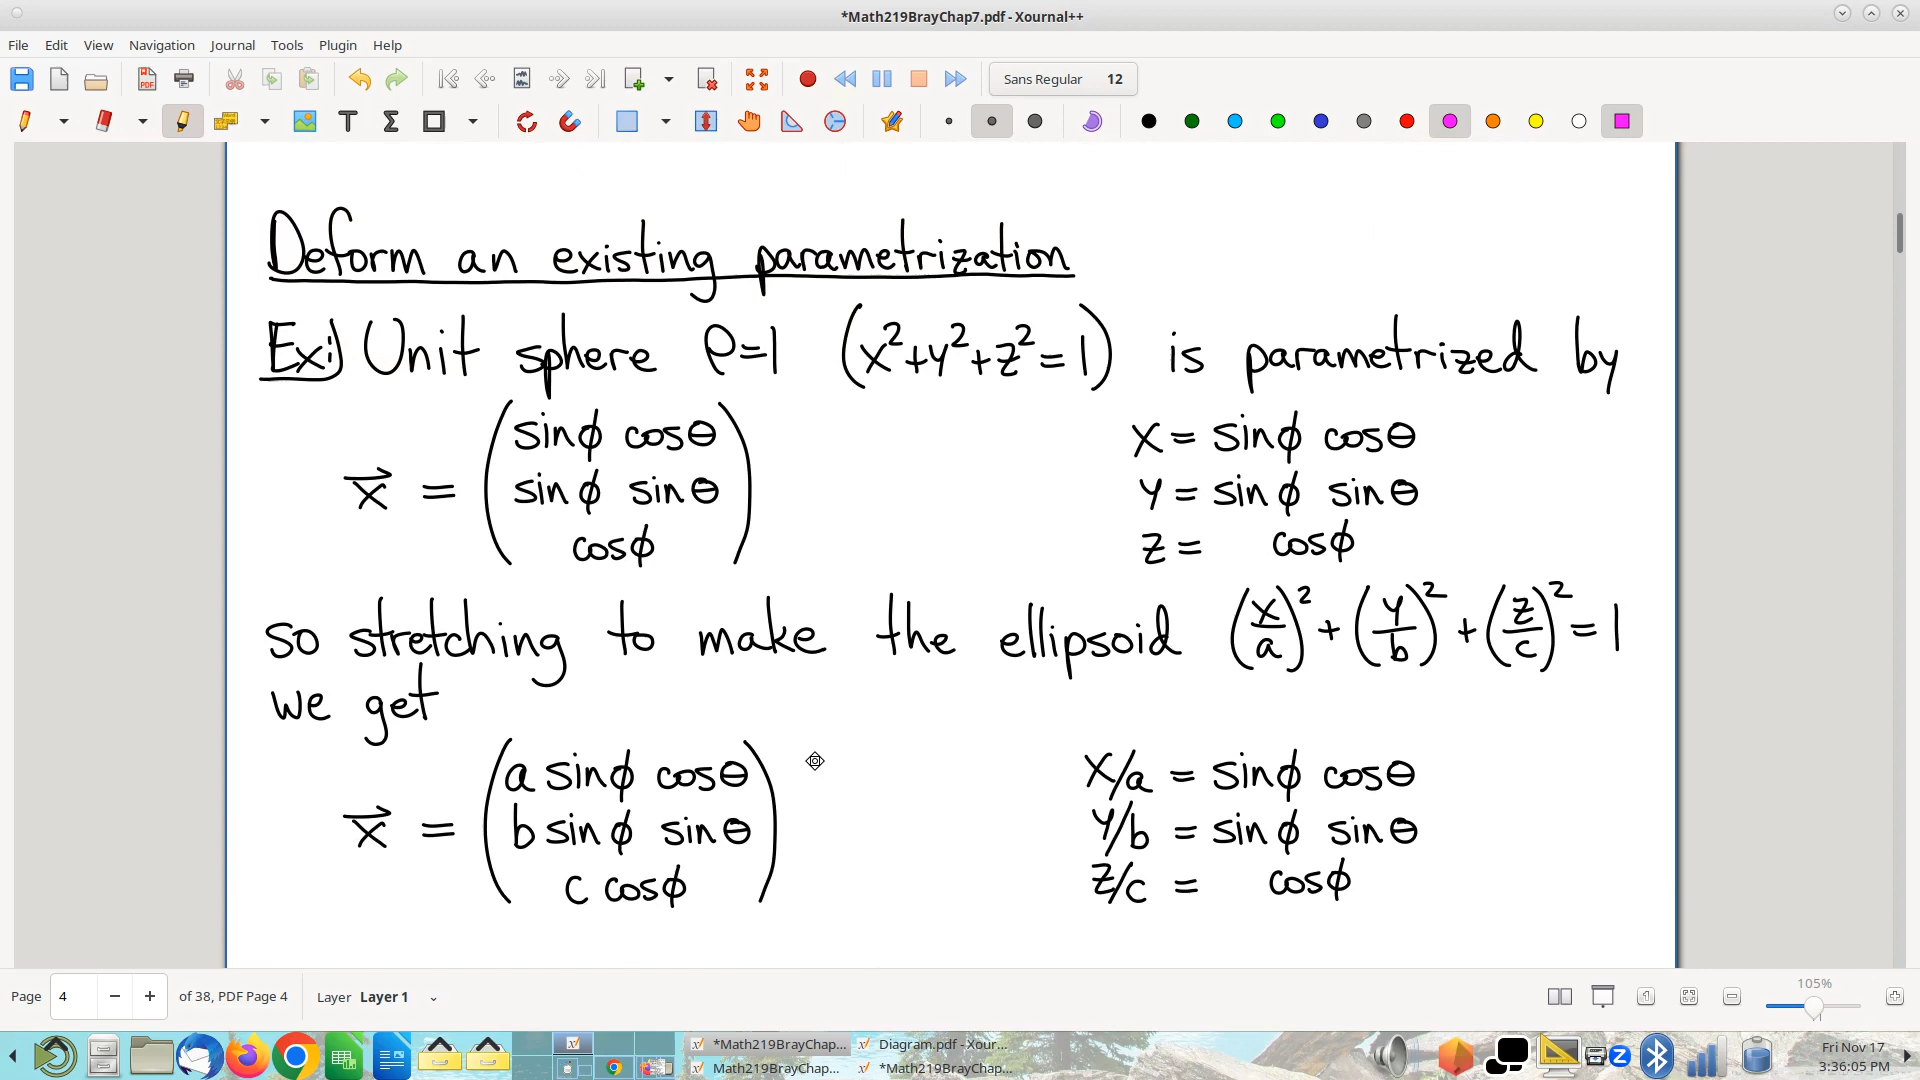 *Math219BrayChap7.pdf - Xournal++
File Edit View Navigation Journal Tools Plugin Help
Sans Regular 12
Deform an existing parametrization
Ex: Unit sphere ρ=1 (x²+y²+z²=1) is parametrized by
sinϕ cosθ
x = sinϕ cosθ
x⃗ = sinϕ sinθ
y = sinϕ sinθ
cosϕ
z = cosϕ
so stretching to make the ellipsoid (x/a)² + (y/b)² + (z/c)² = 1
we get
a sinϕ cosθ
x/a = sinϕ cosθ
x⃗ = b sinϕ sinθ
y/b = sinϕ sinθ
c cosϕ
z/c = cosϕ
Page 4 of 38, PDF Page 4 Layer Layer 1
105%
*Math219BrayChap... Diagram.pdf - Xour...
Math219BrayChap... *Math219BrayChap...
Fri Nov 17
3:36:05 PM